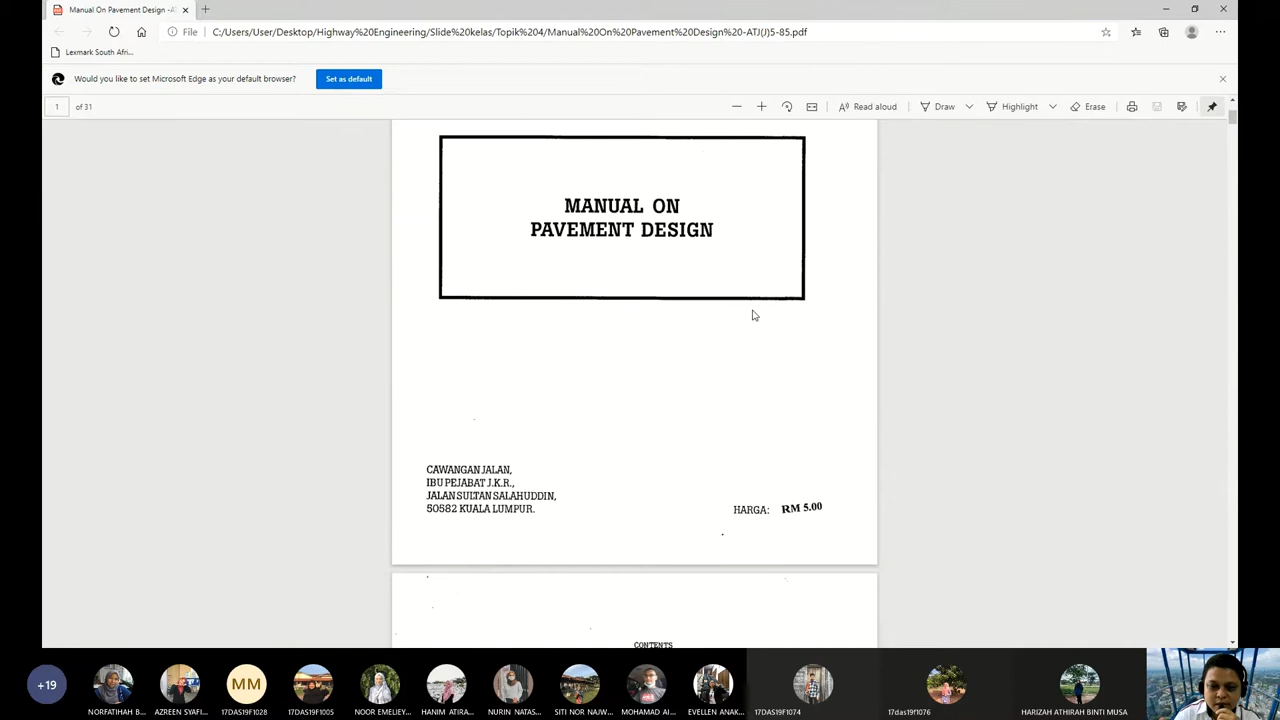 Manual On Pavement Design -A
File
C:/Users/User/Desktop/Highway%20Engineering/Slide%20kelas/Topik%204/Manual%20On%20Pavement%20Design%20-ATJ(J)5-85.pdf
Lexmark South Afri...
Would you like to set Microsoft Edge as your default browser?
Set as default
1 of 31
Read aloud
Draw
Highlight
Erase
MANUAL ON
PAVEMENT DESIGN
CAWANGAN JALAN,
IBU PEJABAT J.K.R.,
JALAN SULTAN SALAHUDDIN,
50582 KUALA LUMPUR.
HARGA: RM 5.00
CONTENTS
+19
NORFATIHAH B...
AZREEN SYAFI...
MM
17DAS19F1028
17DAS19F1005
NOOR EMELIEY...
HANIM ATIRA...
NURIN NATAS...
SITI NOR NAJW...
MOHAMAD AI...
EVELLEN ANAK...
17DAS19F1074
17das19f1076
HARIZAH ATHIRAH BINTI MUSA